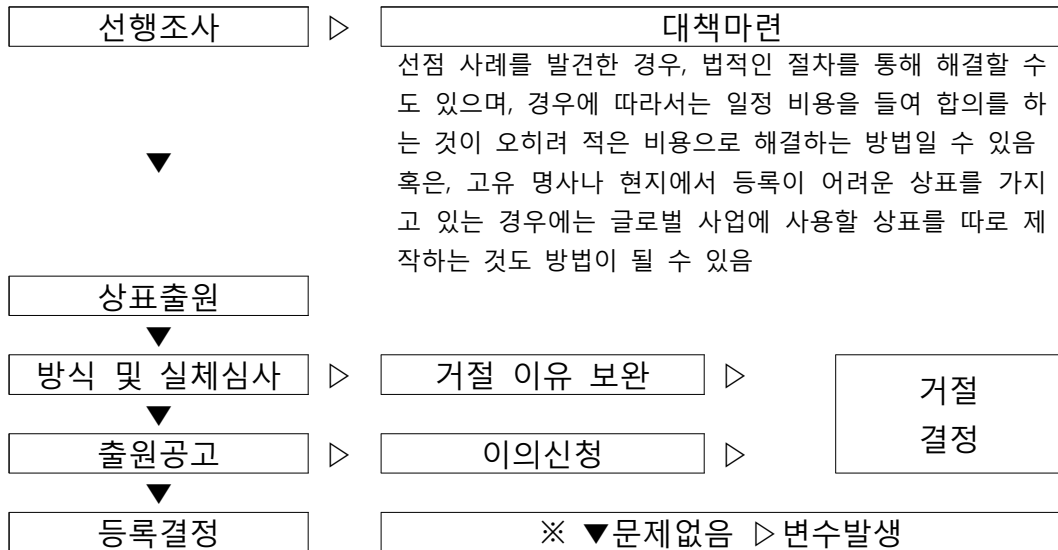 선행조사 ▷ 대책마련
선점 사례를 발견한 경우, 법적인 절차를 통해 해결할 수
도 있으며, 경우에 따라서는 일정 비용을 들여 합의를 하
는 것이 오히려 적은 비용으로 해결하는 방법일 수 있음
▼
혹은, 고유 명사나 현지에서 등록이 어려운 상표를 가지
고 있는 경우에는 글로벌 사업에 사용할 상표를 따로 제
작하는 것도 방법이 될 수 있음
상표출원
▼
방식 및 실체심사 ▷ 거절 이유 보완 ▷
거절
결정
▼
출원공고 ▷ 이의신청 ▷
▼
등록결정
※ ▼문제없음 ▷변수발생